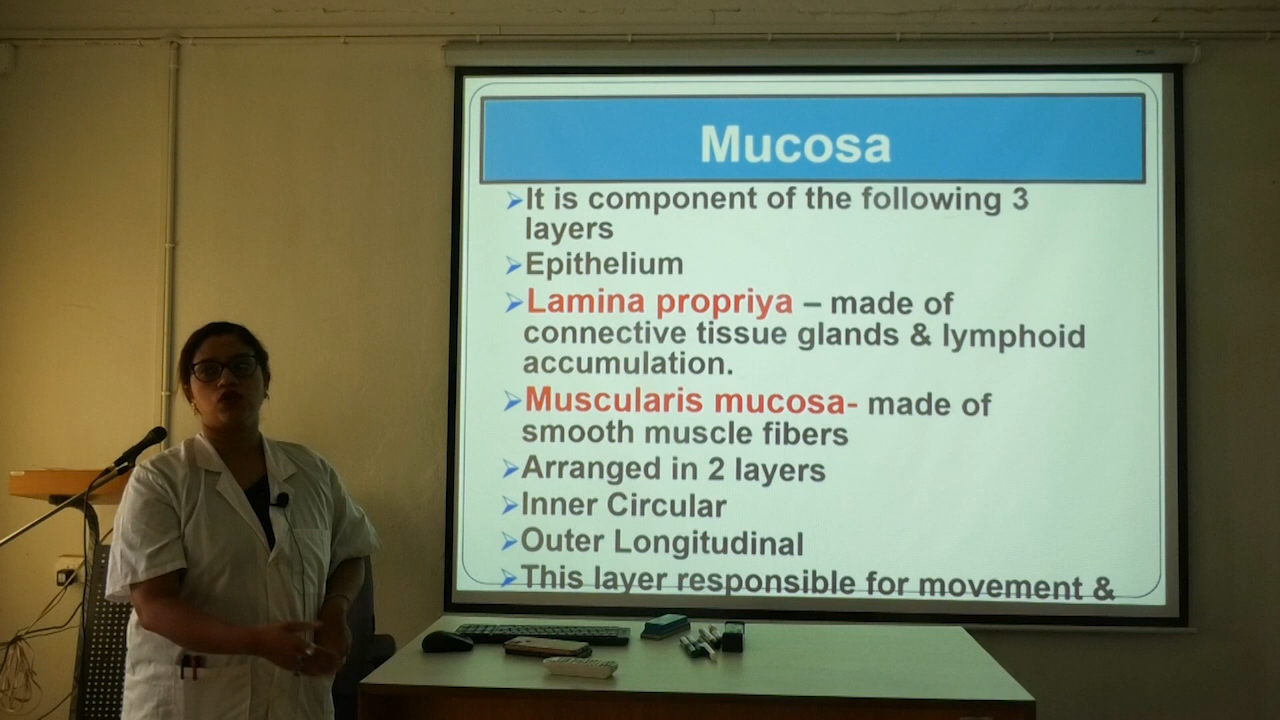 Mucosa
➢It is component of the following 3
layers
➢Epithelium
➢Lamina propriya – made of
connective tissue glands & lymphoid
accumulation.
➢Muscularis mucosa- made of
smooth muscle fibers
➢Arranged in 2 layers
➢Inner Circular
➢Outer Longitudinal
➢This layer responsible for movement &